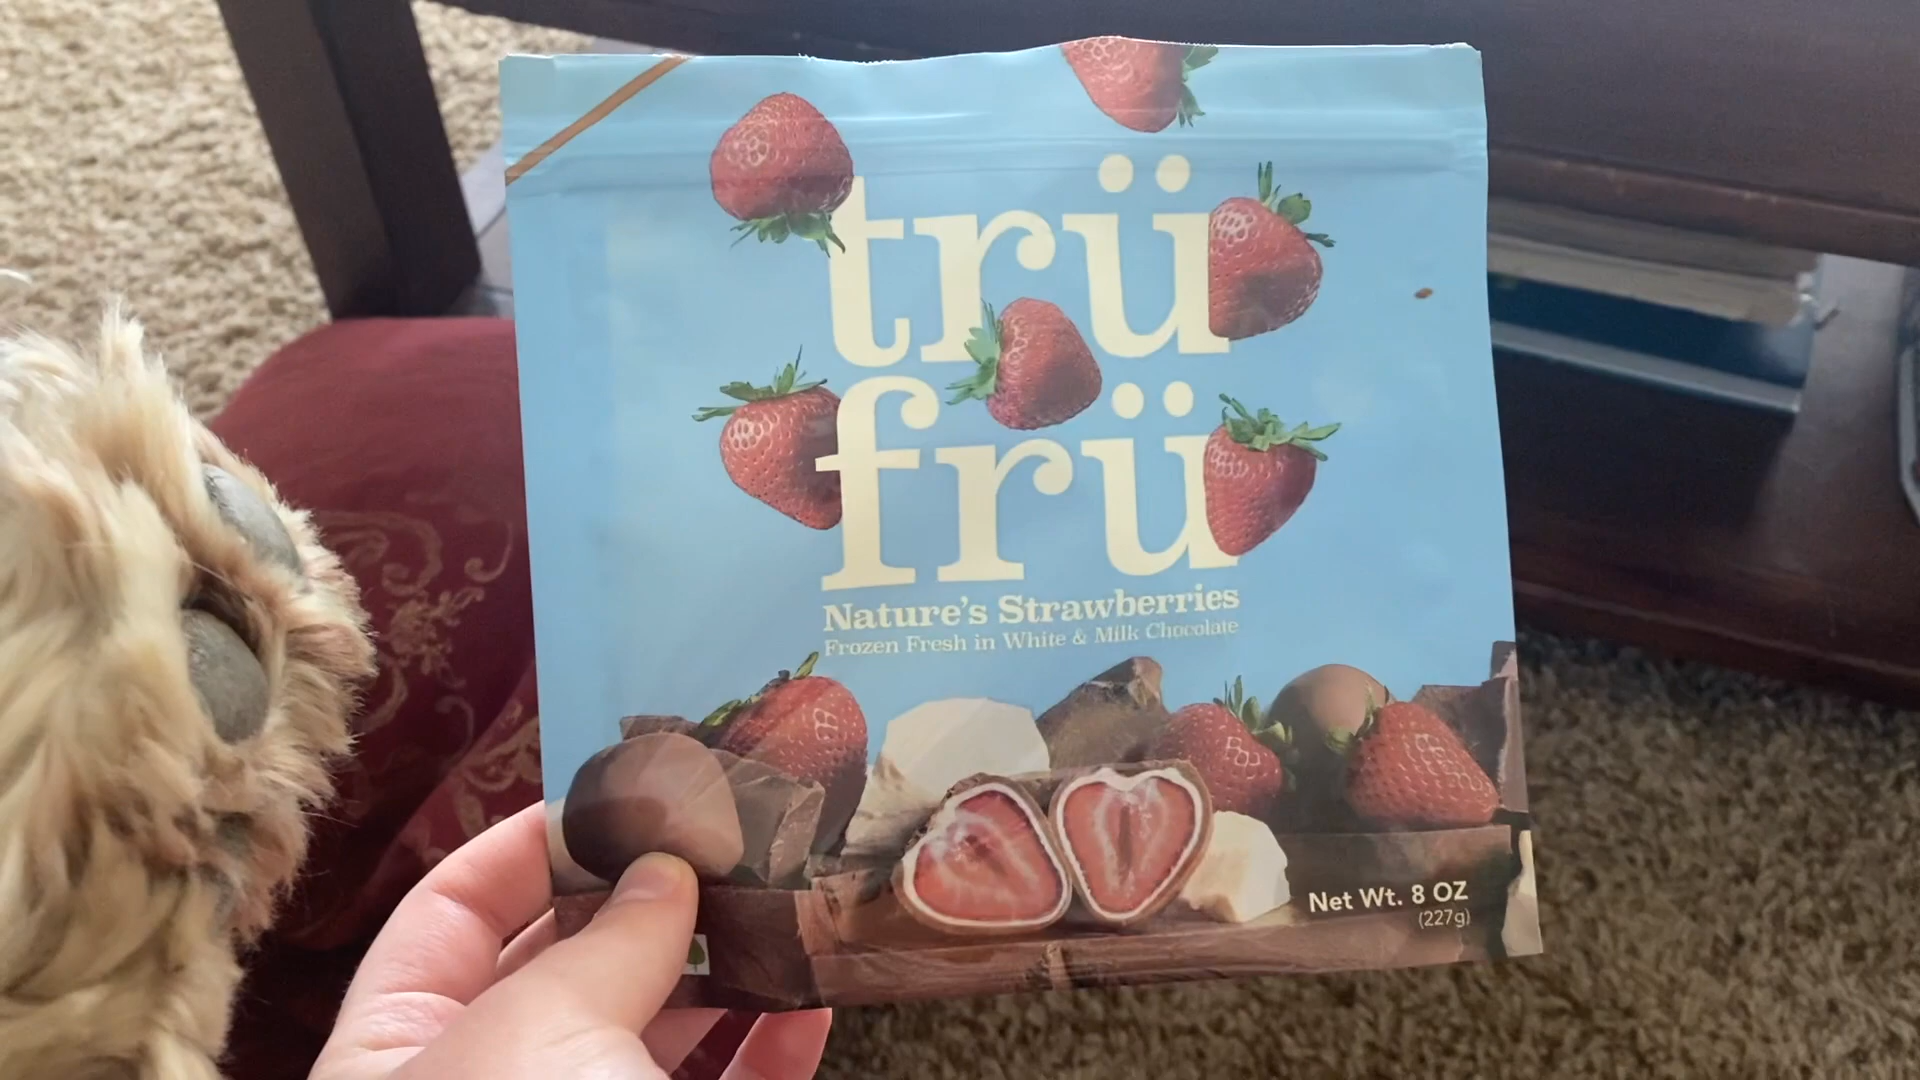 trü
frü
Nature's Strawberries
Frozen Fresh in White & Milk Chocolate
Net Wt. 8 OZ
(227g)